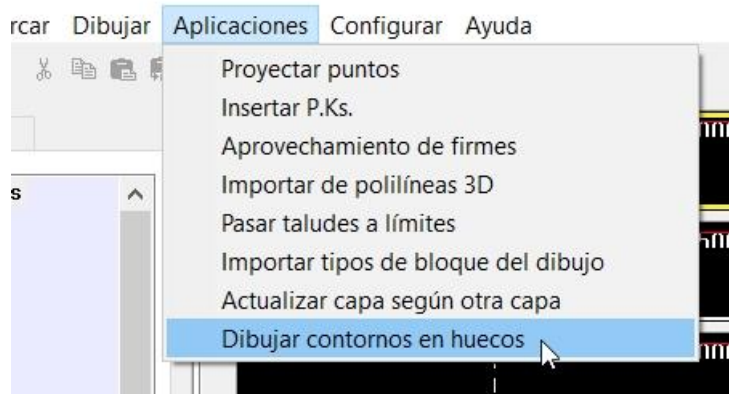 rcar Dibujar Aplicaciones Configurar Ayuda
Proyectar puntos
Insertar P.Ks.
Aprovechamiento de firmes
Importar de polilíneas 3D
s
Pasar taludes a límites
Importar tipos de bloque del dibujo
Actualizar capa según otra capa
Dibujar contornos en huecos